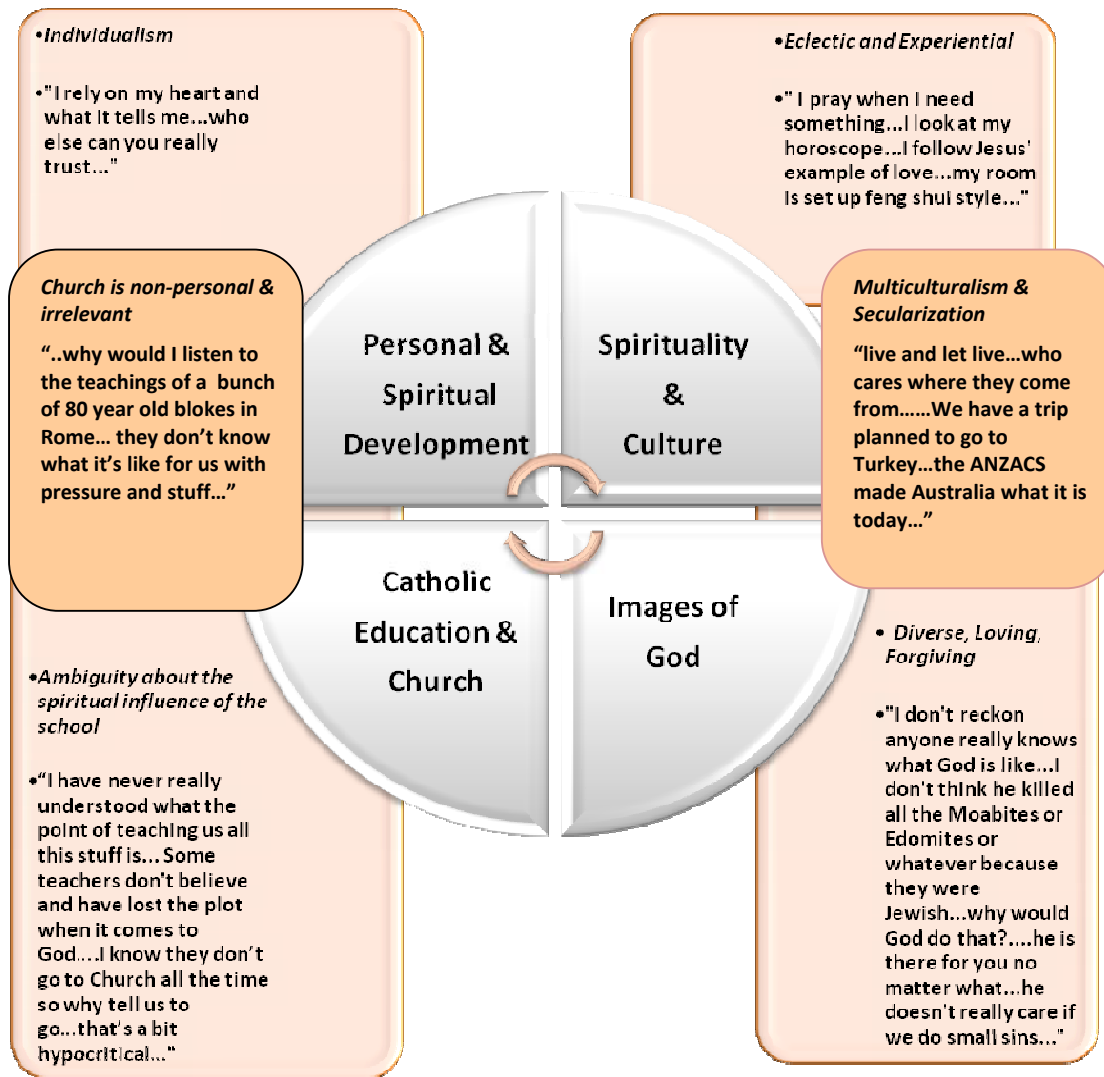 •Individualism
•"I rely on my heart and
what it tells me...who
else can you really
trust..."
•Eclectic and Experiential
•" I pray when I need
something...I look at my
horoscope...I follow Jesus'
example of love...my room
is set up feng shui style..."
Church is non-personal &
irrelevant
“..why would I listen to
the teachings of a bunch
of 80 year old blokes in
Rome... they don’t know
what it’s like for us with
pressure and stuff...”
Personal &
Spiritual
Development
Spirituality
&
Culture
Multiculturalism &
Secularization
“live and let live...who
cares where they come
from......We have a trip
planned to go to
Turkey...the ANZACS
made Australia what it is
today...”
Catholic
Education &
Church
Images of
God
•Ambiguity about the
spiritual influence of the
school
•“I have never really
understood what the
point of teaching us all
this stuff is... Some
teachers don't believe
and have lost the plot
when it comes to
God....I know they don’t
go to Church all the time
so why tell us to
go...that’s a bit
hypocritical...“
• Diverse, Loving,
Forgiving
•"I don't reckon
anyone really knows
what God is like...I
don't think he killed
all the Moabites or
Edomites or
whatever because
they were
Jewish...why would
God do that?....he is
there for you no
matter what...he
doesn't really care if
we do small sins..."